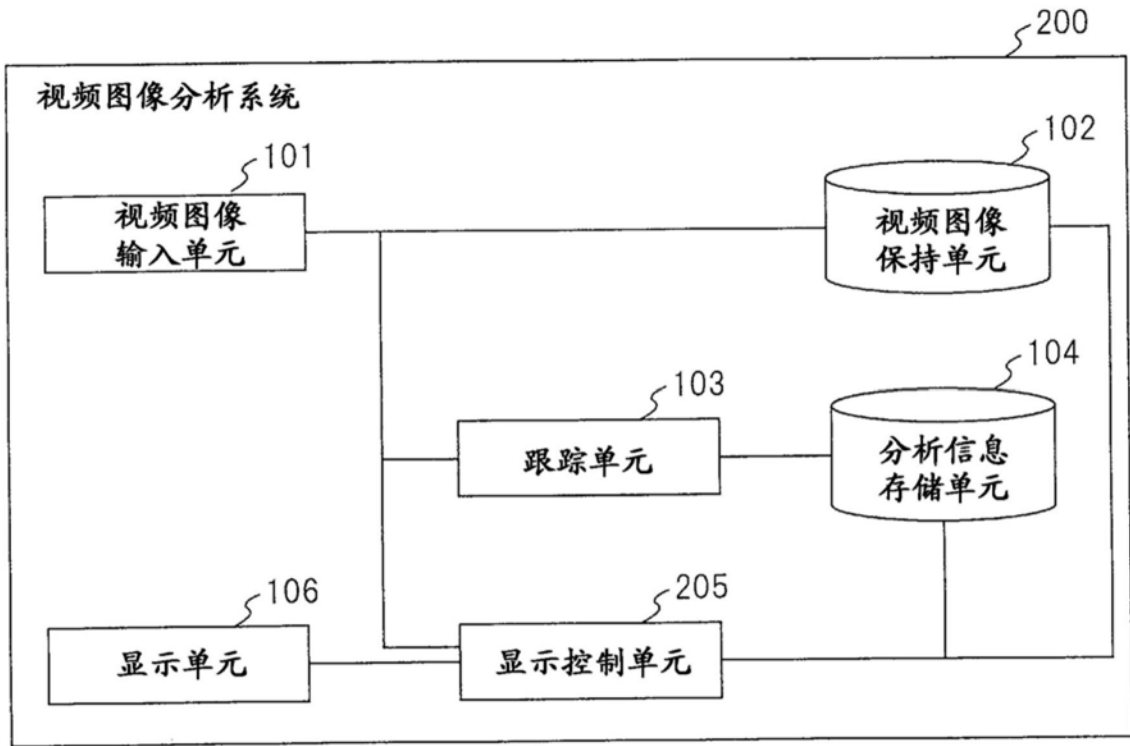 200
视频图像分析系统
101
视频图像
输入单元
102
视频图像
保持单元
103
跟踪单元
104
分析信息
存储单元
106
显示单元
205
显示控制单元